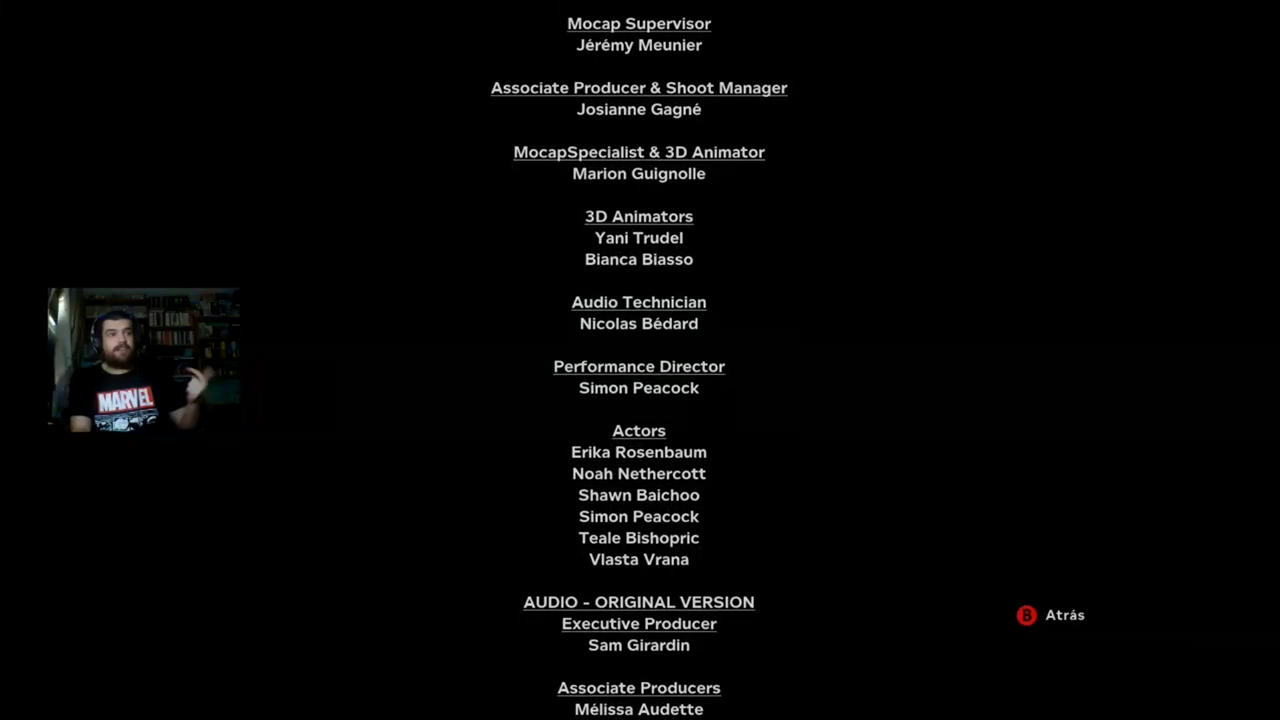 Mocap Supervisor
Jérémy Meunier
Associate Producer & Shoot Manager
Josianne Gagné
MocapSpecialist & 3D Animator
Marion Guignolle
3D Animators
Yani Trudel
Bianca Biasso
Audio Technician
Nicolas Bédard
Performance Director
Simon Peacock
Actors
Erika Rosenbaum
Noah Nethercott
Shawn Baichoo
Simon Peacock
Teale Bishopric
Vlasta Vrana
AUDIO - ORIGINAL VERSION
Executive Producer
Sam Girardin
Associate Producers
Mélissa Audette
MARVEL
B Atrás